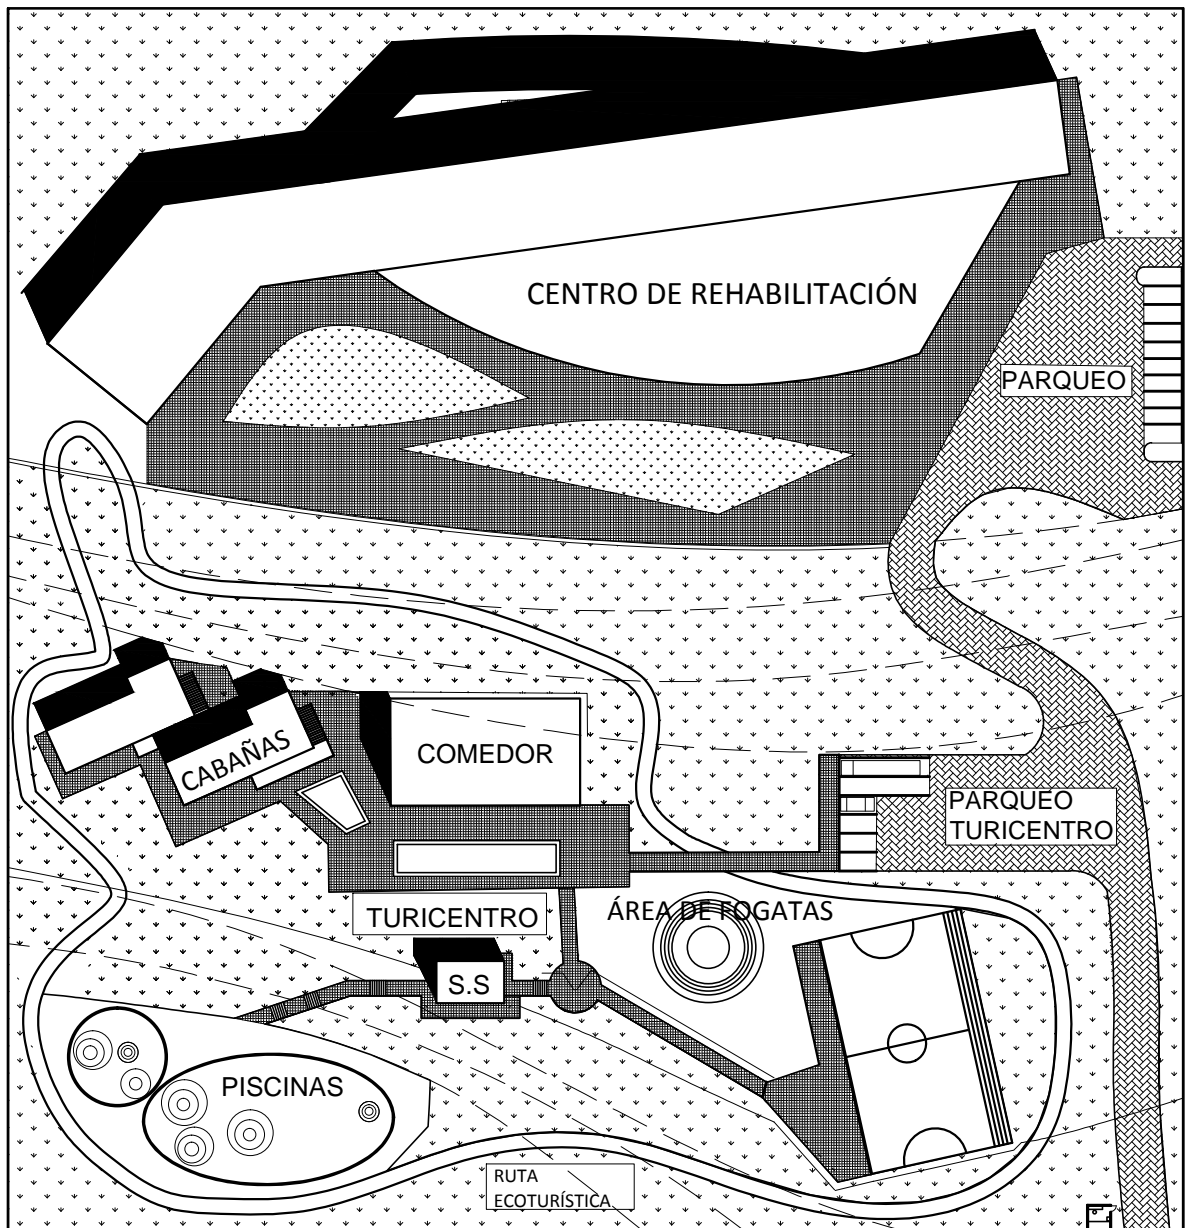 CENTRO DE REHABILITACIÓN
PARQUEO
CABAÑAS
COMEDOR
PARQUEO
TURICENTRO
TURICENTRO
ÁREA DE FOGATAS
S.S
PISCINAS
RUTA
ECOTURÍSTICA